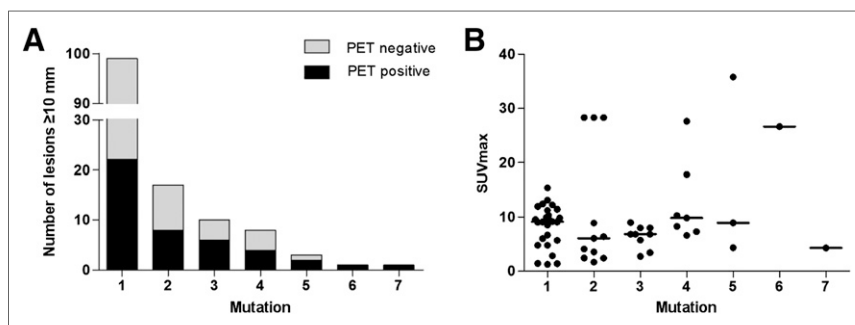 A
PET negative
PET positive
Number of lesions ≥10 mm
100
90
30
20
10
0
1 2 3 4 5 6 7
Mutation
B
SUVmax
40
30
20
10
0
1 2 3 4 5 6 7
Mutation